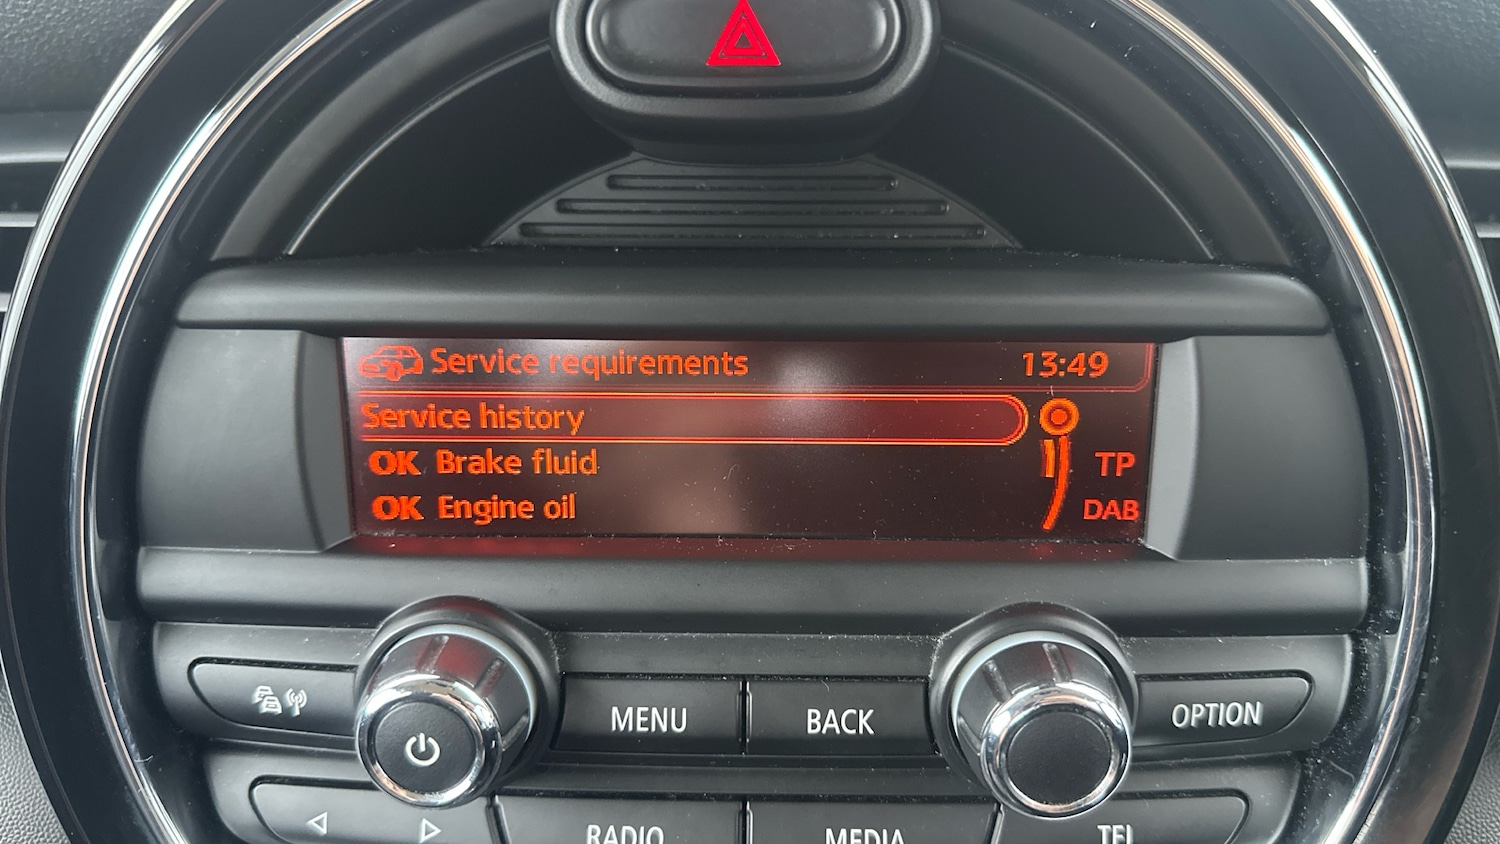 Service requirements 13:49
Service history
OK Brake fluid TP
OK Engine oil DAB
MENU BACK OPTION
RADIO MEDIA TEL